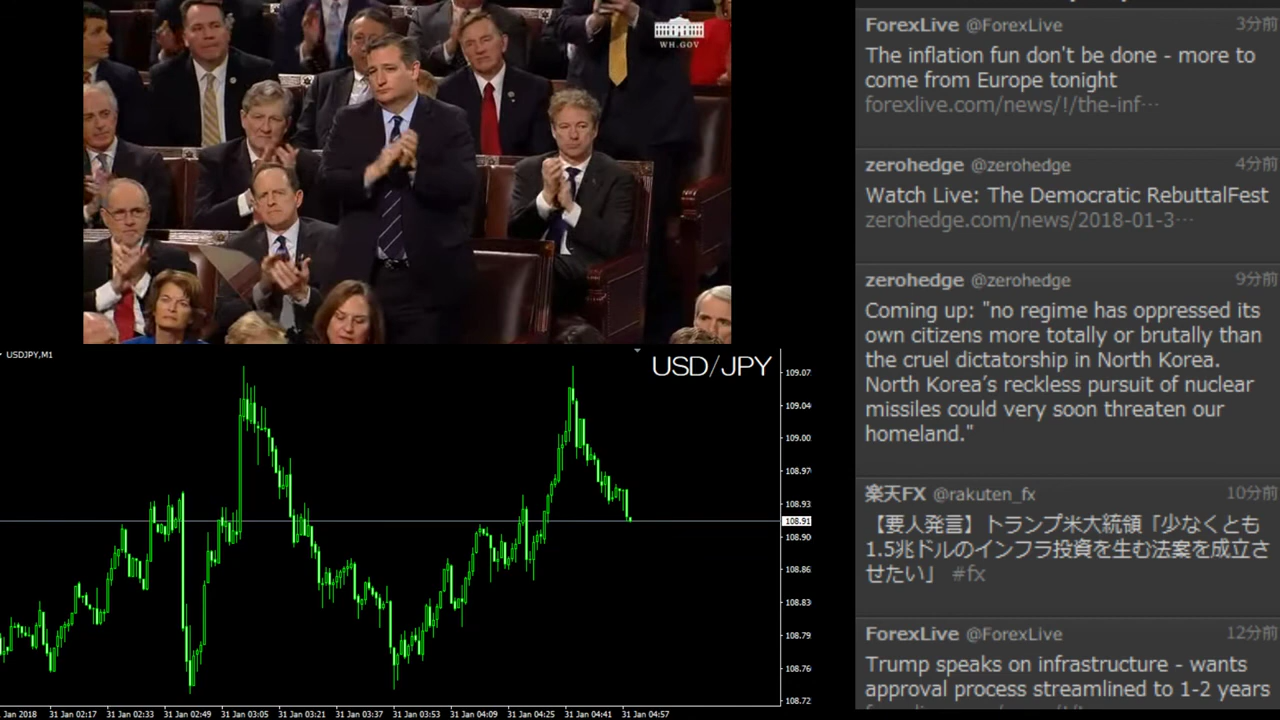 WH.GOV
USDJPY,M1
USD/JPY
109.07
109.04
109.00
108.97
108.93
108.91
108.90
108.86
108.83
108.79
108.76
108.72
Jan 2018
31 Jan 02:17
31 Jan 02:33
31 Jan 02:49
31 Jan 03:05
31 Jan 03:21
31 Jan 03:37
31 Jan 03:53
31 Jan 04:09
31 Jan 04:25
31 Jan 04:41
31 Jan 04:57
ForexLive @ForexLive 3分前
The inflation fun don't be done - more to
come from Europe tonight
forexlive.com/news/!/the-inf…
zerohedge @zerohedge 4分前
Watch Live: The Democratic RebuttalFest
zerohedge.com/news/2018-01-3…
zerohedge @zerohedge 9分前
Coming up: "no regime has oppressed its
own citizens more totally or brutally than
the cruel dictatorship in North Korea.
North Korea's reckless pursuit of nuclear
missiles could very soon threaten our
homeland."
楽天FX @rakuten_fx 10分前
【要人発言】トランプ米大統領「少なくとも
1.5兆ドルのインフラ投資を生む法案を成立さ
せたい」 #fx
ForexLive @ForexLive 12分前
Trump speaks on infrastructure - wants
approval process streamlined to 1-2 years